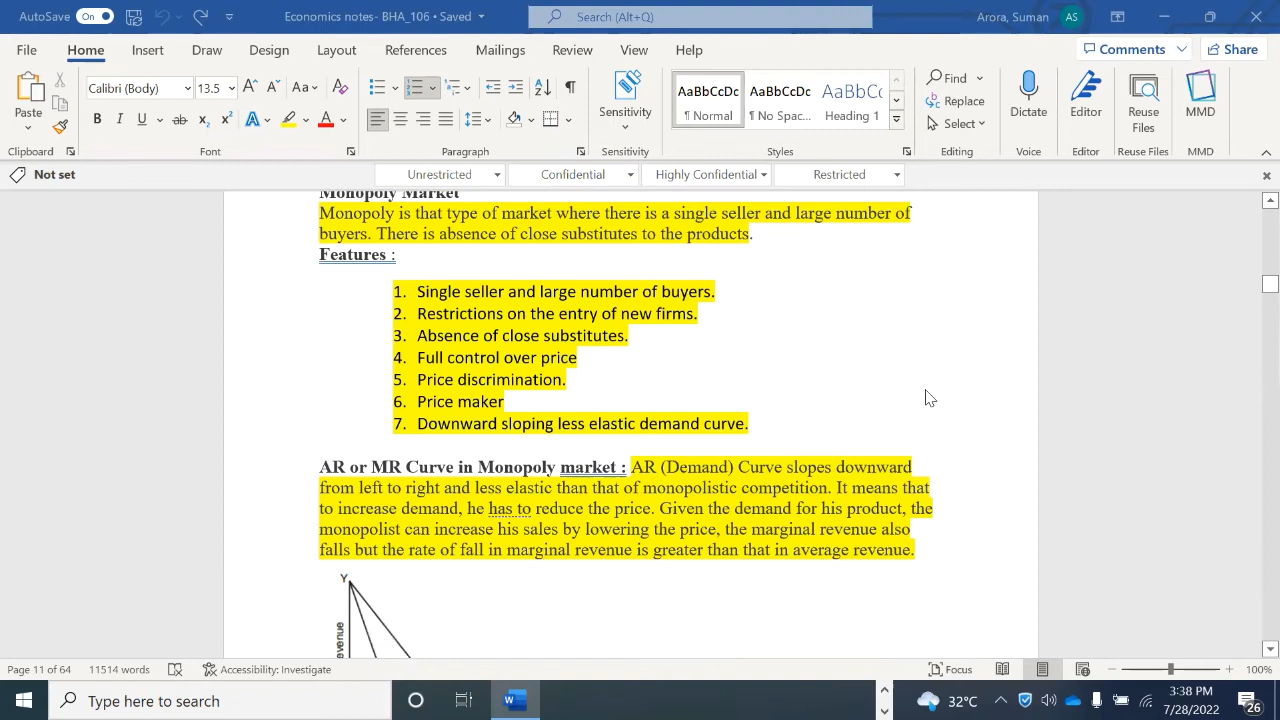 AutoSave On Economics notes- BHA_106 • Saved Search (Alt+Q) Arora, Suman AS
File Home Insert Draw Design Layout References Mailings Review View Help Comments Share
Paste Calibri (Body) 13.5 Aa A Sensitivity AaBbCcDc AaBbCcDc AaBbCc Find Dictate Editor Reuse Files MMD
B I U ab x₂ x² A A ¶ Normal ¶ No Spac... Heading 1 Replace
Select
Clipboard Font Paragraph Sensitivity Styles Editing Voice Editor Reuse Files MMD
Not set Unrestricted Confidential Highly Confidential Restricted
Monopoly Market
Monopoly is that type of market where there is a single seller and large number of
buyers. There is absence of close substitutes to the products.
Features :
1. Single seller and large number of buyers.
2. Restrictions on the entry of new firms.
3. Absence of close substitutes.
4. Full control over price
5. Price discrimination.
6. Price maker
7. Downward sloping less elastic demand curve.
AR or MR Curve in Monopoly market : AR (Demand) Curve slopes downward
from left to right and less elastic than that of monopolistic competition. It means that
to increase demand, he has to reduce the price. Given the demand for his product, the
monopolist can increase his sales by lowering the price, the marginal revenue also
falls but the rate of fall in marginal revenue is greater than that in average revenue.
Y
evenue
Page 11 of 64 11514 words Accessibility: Investigate Focus 100%
Type here to search 32°C 3:38 PM
7/28/2022 26